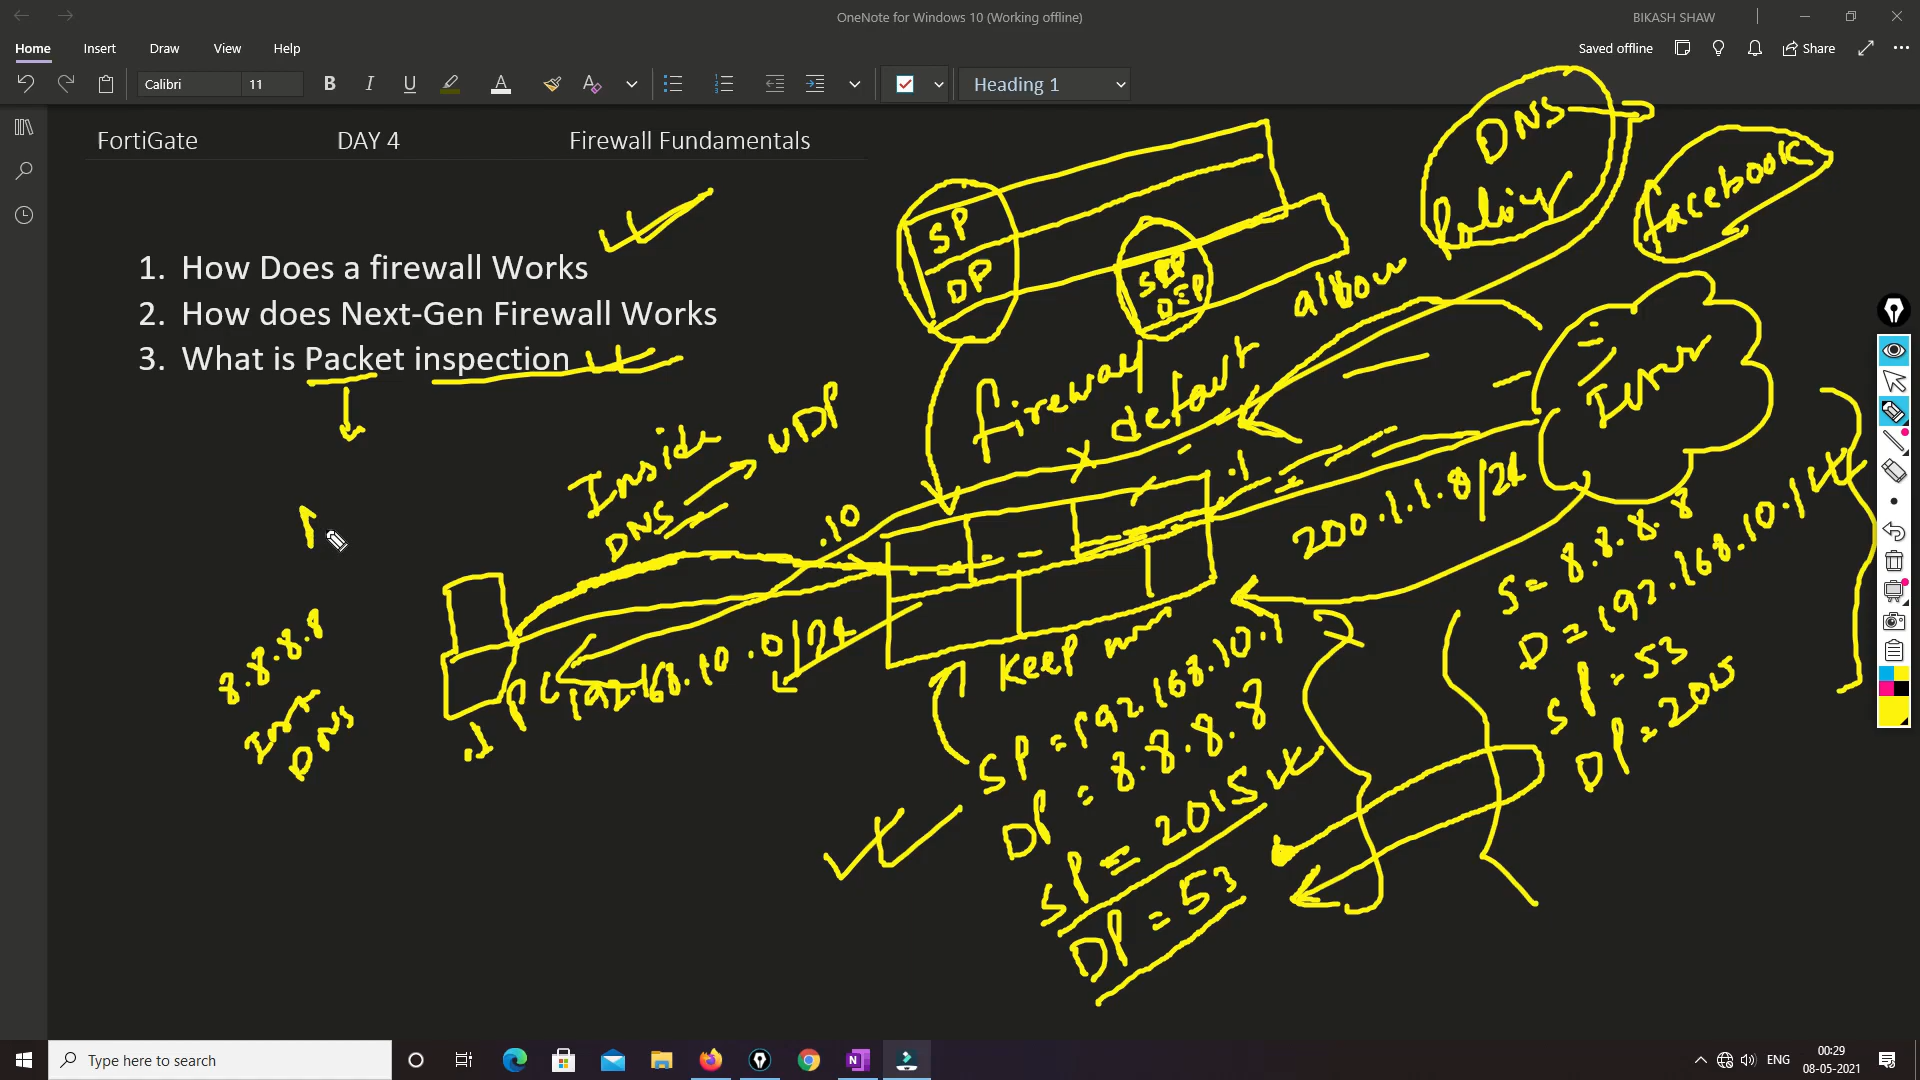 OneNote for Windows 10 (Working offline)
BIKASH SHAW
Home Insert Draw View Help
Saved offline
Share
Calibri 11
B I U A A
Heading 1
FortiGate DAY 4 Firewall Fundamentals
1. How Does a firewall Works
2. How does Next-Gen Firewall Works
3. What is Packet inspection
DNS
Policy
facebook
SP
DP
SP
DP
allow
firewall
default
x
Inside
DNS
UDP
.10
.1
200.1.1.8/24
8.8.8.8
DNS
PC
.1
192.168.10.0/24
Keep
SP = 192.168.10.1
DP = 8.8.8.8
SP = 2015
DP = 53
S = 8.8.8.8
D = 192.168.10.1
SP = 53
DP = 2015
Type here to search
ENG
00:29
08-05-2021